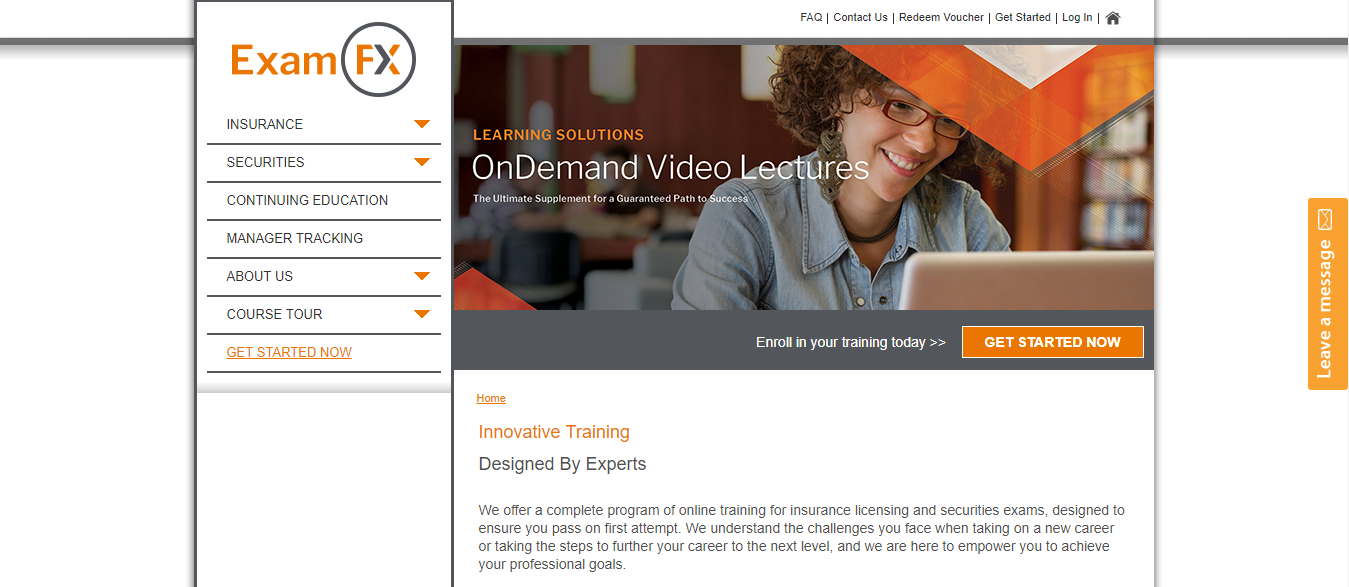 FAQ | Contact Us | Redeem Voucher | Get Started | Log In |
Exam FX
INSURANCE
SECURITIES
CONTINUING EDUCATION
MANAGER TRACKING
ABOUT US
COURSE TOUR
GET STARTED NOW
LEARNING SOLUTIONS
OnDemand Video Lectures
The Ultimate Supplement for a Guaranteed Path to Success
Enroll in your training today >>
GET STARTED NOW
Home
Innovative Training
Designed By Experts
We offer a complete program of online training for insurance licensing and securities exams, designed to
ensure you pass on first attempt. We understand the challenges you face when taking on a new career
or taking the steps to further your career to the next level, and we are here to empower you to achieve
your professional goals.
Leave a message